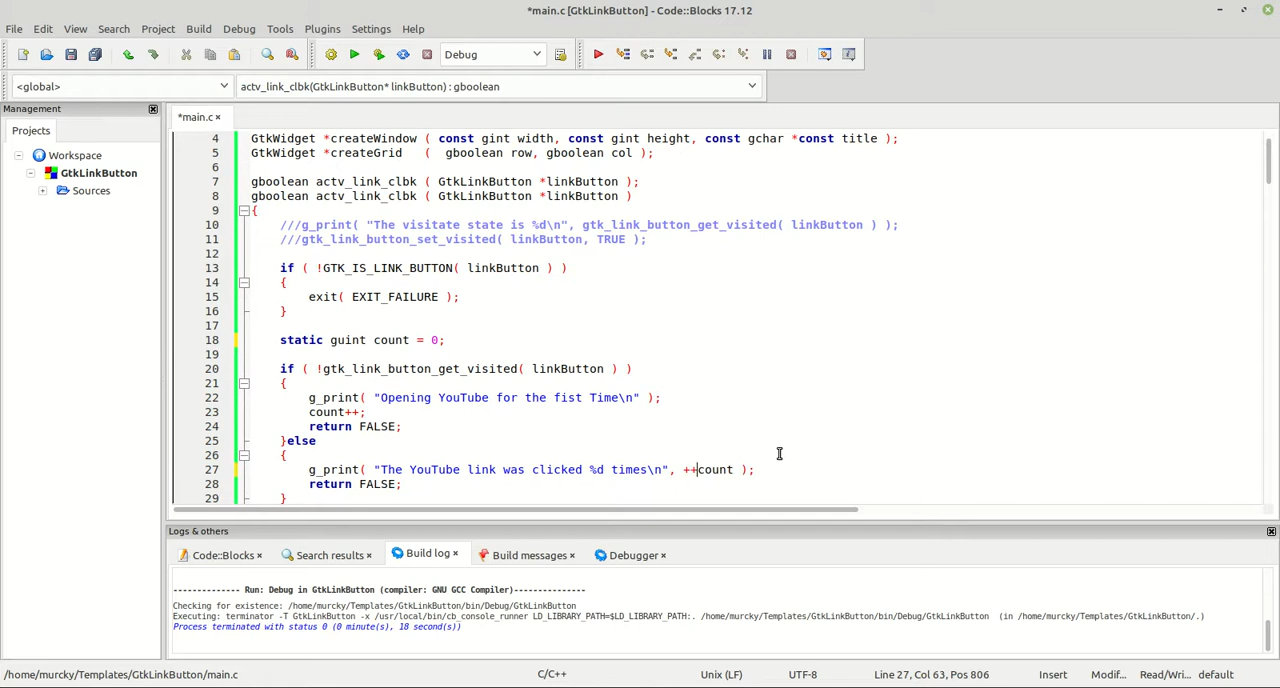 *main.c [GtkLinkButton] - Code::Blocks 17.12
File Edit View Search Project Build Debug Tools Plugins Settings Help
Debug
<global> actv_link_clbk(GtkLinkButton* linkButton) : gboolean
Management
*main.c
Projects
Workspace
GtkLinkButton
Sources
4 GtkWidget *createWindow ( const gint width, const gint height, const gchar *const title );
5 GtkWidget *createGrid   (  gboolean row, gboolean col );
6
7 gboolean actv_link_clbk ( GtkLinkButton *linkButton );
8 gboolean actv_link_clbk ( GtkLinkButton *linkButton )
9 {
10     ///g_print( "The visitate state is %d\n", gtk_link_button_get_visited( linkButton ) );
11     ///gtk_link_button_set_visited( linkButton, TRUE );
12
13     if ( !GTK_IS_LINK_BUTTON( linkButton ) )
14     {
15         exit( EXIT_FAILURE );
16     }
17
18     static guint count = 0;
19
20     if ( !gtk_link_button_get_visited( linkButton ) )
21     {
22         g_print( "Opening YouTube for the fist Time\n" );
23         count++;
24         return FALSE;
25     }else
26     {
27         g_print( "The YouTube link was clicked %d times\n", ++count );
28         return FALSE;
29     }
Logs & others
Code::Blocks Search results Build log Build messages Debugger
-------------- Run: Debug in GtkLinkButton (compiler: GNU GCC Compiler)---------------
Checking for existence: /home/murcky/Templates/GtkLinkButton/bin/Debug/GtkLinkButton
Executing: terminator -T GtkLinkButton -x /usr/local/bin/cb_console_runner LD_LIBRARY_PATH=$LD_LIBRARY_PATH:. /home/murcky/Templates/GtkLinkButton/bin/Debug/GtkLinkButton  (in /home/murcky/Templates/GtkLinkButton/.)
Process terminated with status 0 (0 minute(s), 18 second(s))
/home/murcky/Templates/GtkLinkButton/main.c C/C++ Unix (LF) UTF-8 Line 27, Col 63, Pos 806 Insert Modif... Read/Wri... default